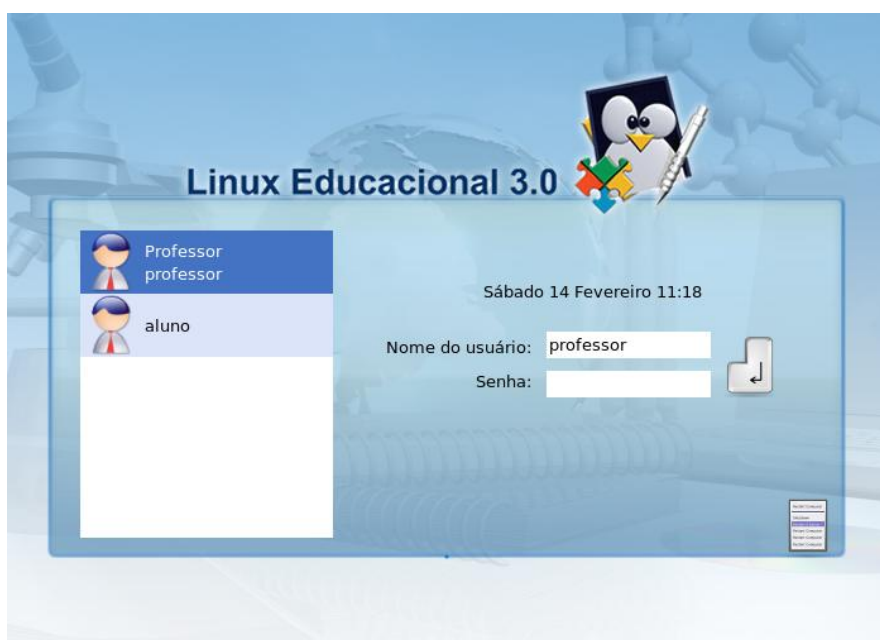 Linux Educacional 3.0
Professor
professor
aluno
Sábado 14 Fevereiro 11:18
Nome do usuário: professor
Senha: